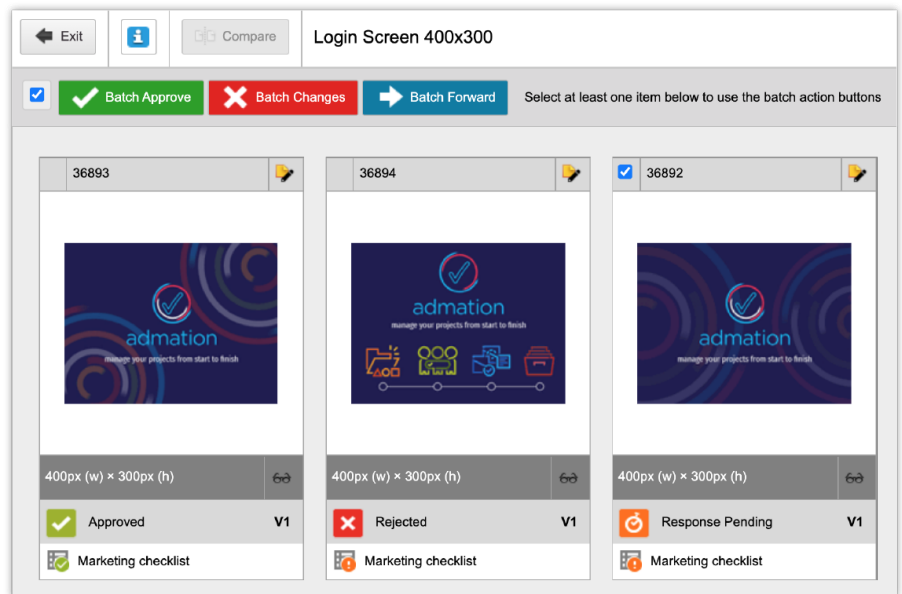 Exit
i
Compare
Login Screen 400x300
Batch Approve
Batch Changes
Batch Forward
Select at least one item below to use the batch action buttons
36893
36894
36892
admation
manage your projects from start to finish
admation
manage your projects from start to finish
admation
manage your projects from start to finish
400px (w) × 300px (h)
400px (w) × 300px (h)
400px (w) × 300px (h)
Approved V1
Rejected V1
Response Pending V1
Marketing checklist
Marketing checklist
Marketing checklist